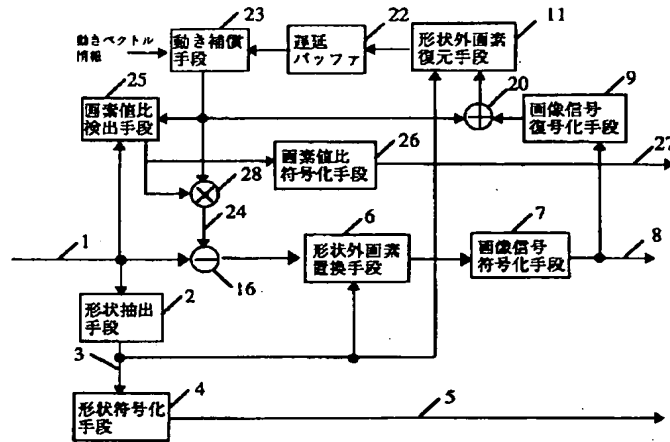 23
動き補償
手段
22
遅延
バッファ
形状外画素
復元手段
11
動きベクトル
情報
25
画素値比
検出手段
20
画像信号
復号化手段
9
26
画素値比
符号化手段
27
28
24
6
形状外画素
置換手段
7
画像信号
符号化手段
8
1
16
2
形状抽出
手段
3
4
形状符号化
手段
5